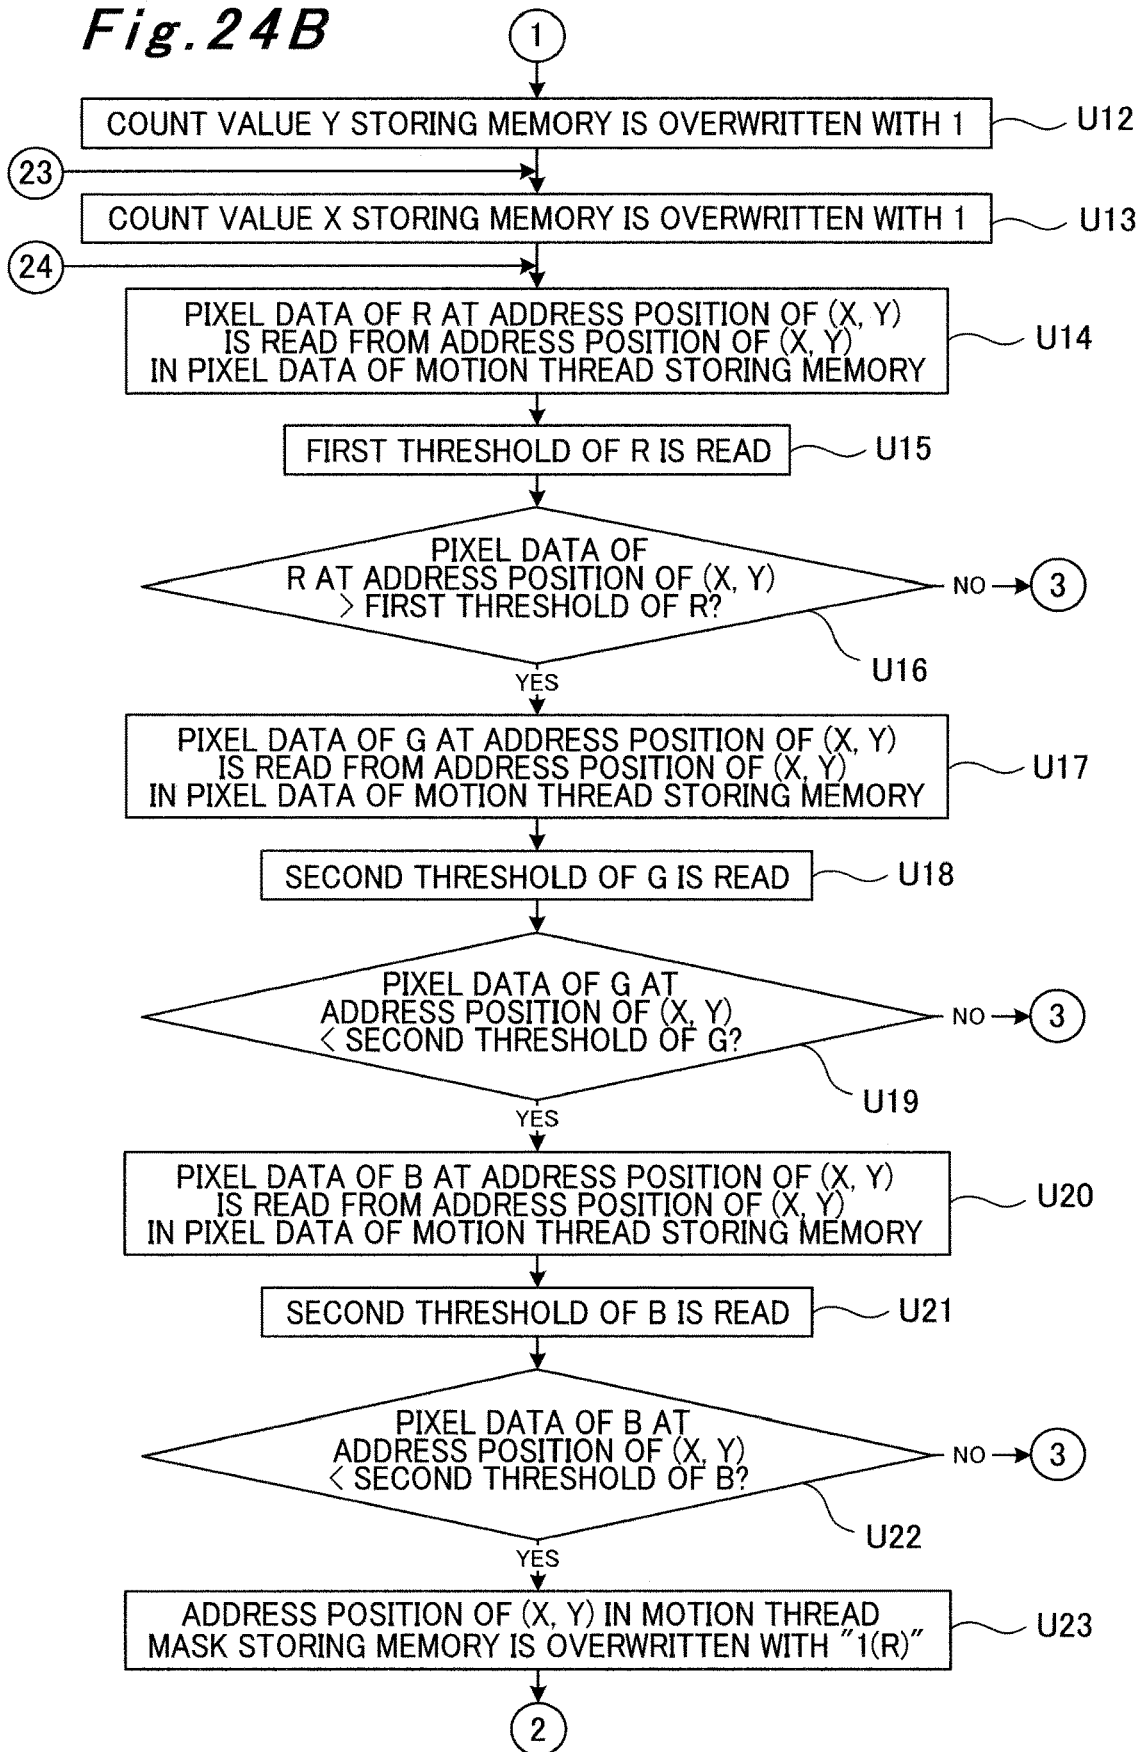 Fig.24B
1
COUNT VALUE Y STORING MEMORY IS OVERWRITTEN WITH 1
U12
23
COUNT VALUE X STORING MEMORY IS OVERWRITTEN WITH 1
U13
24
PIXEL DATA OF R AT ADDRESS POSITION OF (X, Y)
IS READ FROM ADDRESS POSITION OF (X, Y)
IN PIXEL DATA OF MOTION THREAD STORING MEMORY
U14
FIRST THRESHOLD OF R IS READ
U15
PIXEL DATA OF
R AT ADDRESS POSITION OF (X, Y)
> FIRST THRESHOLD OF R?
NO
3
U16
YES
PIXEL DATA OF G AT ADDRESS POSITION OF (X, Y)
IS READ FROM ADDRESS POSITION OF (X, Y)
IN PIXEL DATA OF MOTION THREAD STORING MEMORY
U17
SECOND THRESHOLD OF G IS READ
U18
PIXEL DATA OF G AT
ADDRESS POSITION OF (X, Y)
< SECOND THRESHOLD OF G?
NO
3
U19
YES
PIXEL DATA OF B AT ADDRESS POSITION OF (X, Y)
IS READ FROM ADDRESS POSITION OF (X, Y)
IN PIXEL DATA OF MOTION THREAD STORING MEMORY
U20
SECOND THRESHOLD OF B IS READ
U21
PIXEL DATA OF B AT
ADDRESS POSITION OF (X, Y)
< SECOND THRESHOLD OF B?
NO
3
U22
YES
ADDRESS POSITION OF (X, Y) IN MOTION THREAD
MASK STORING MEMORY IS OVERWRITTEN WITH "1(R)"
U23
2